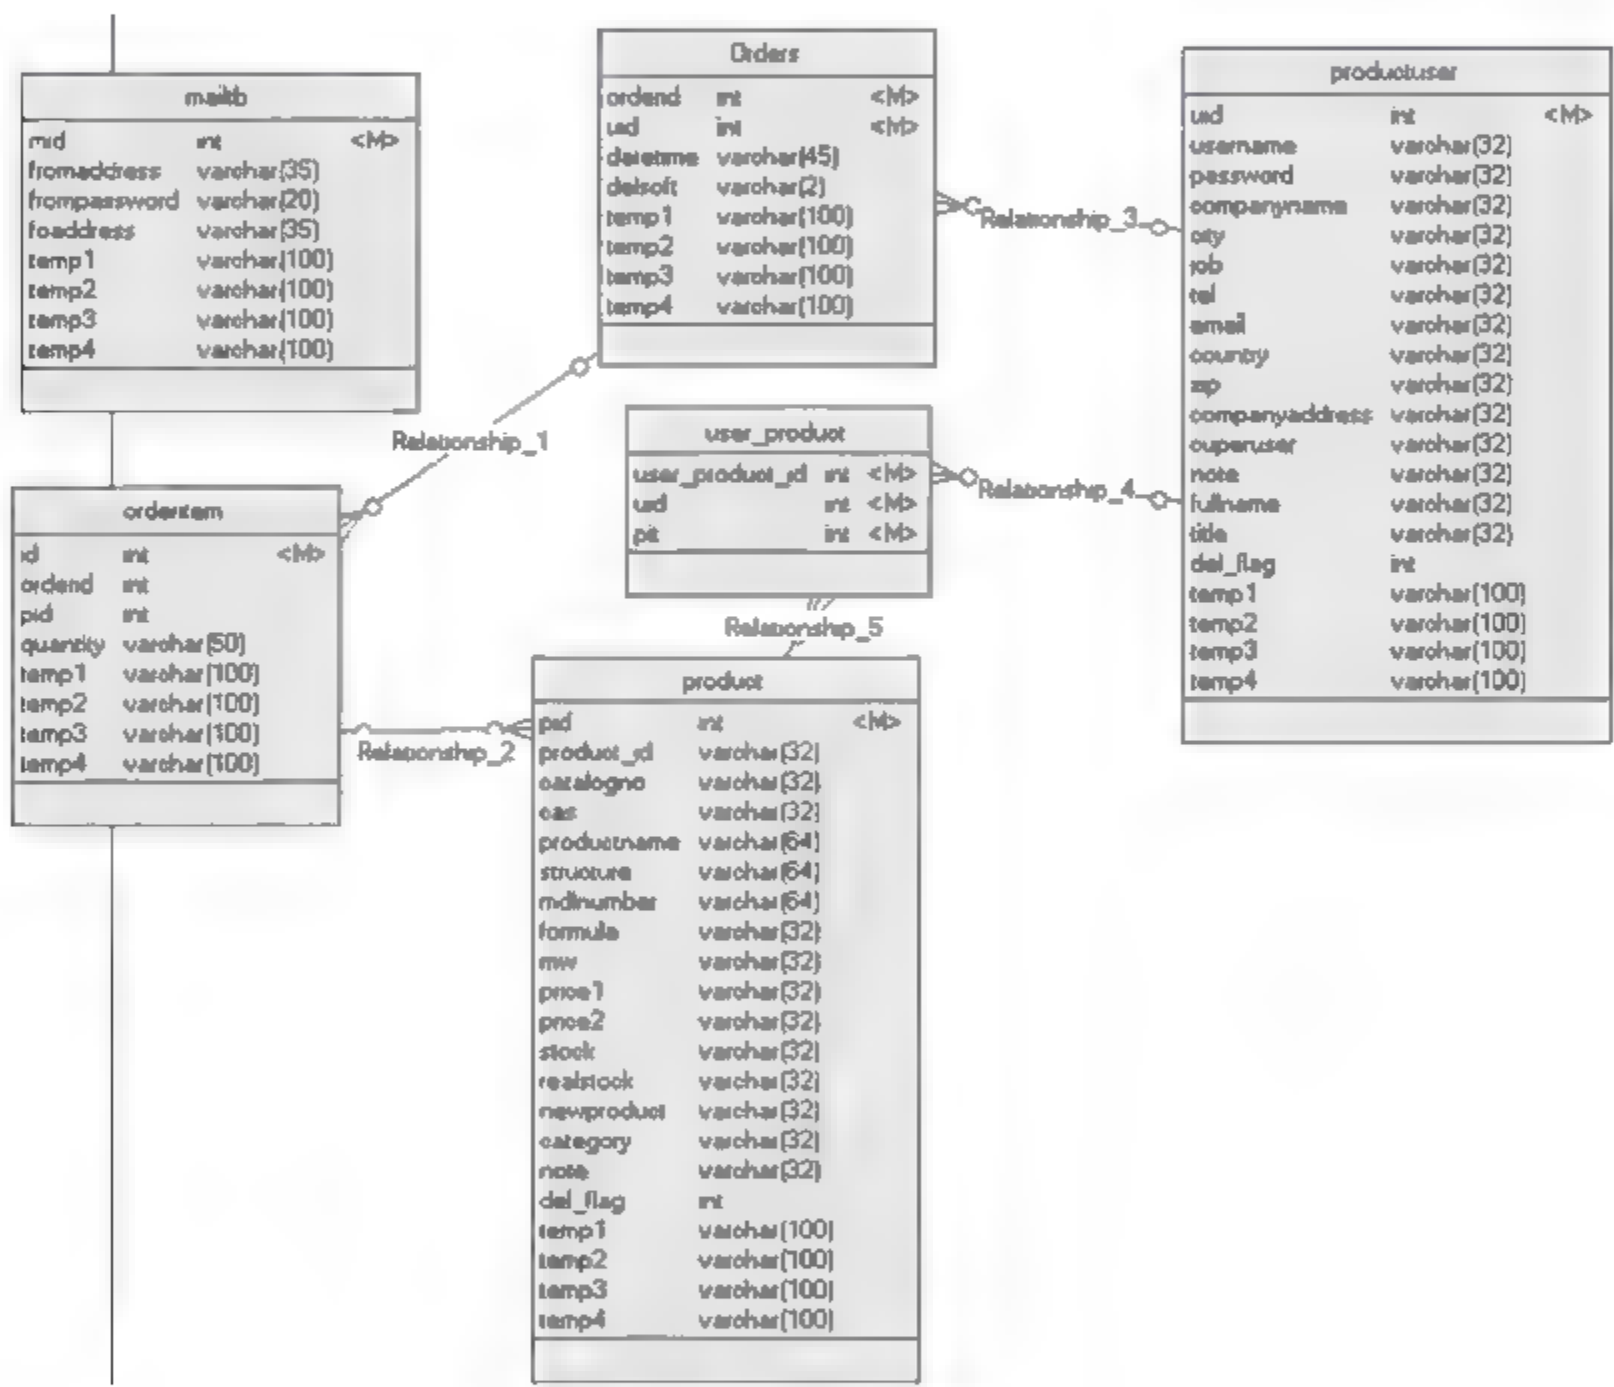 mailtb
mid int <M>
fromaddress varchar(35)
frompassword varchar(20)
foaddress varchar(35)
temp1 varchar(100)
temp2 varchar(100)
temp3 varchar(100)
temp4 varchar(100)
Orders
orderid int <M>
uid int <M>
datetime varchar(45)
delsoft varchar(2)
temp1 varchar(100)
temp2 varchar(100)
temp3 varchar(100)
temp4 varchar(100)
productuser
uid int <M>
username varchar(32)
password varchar(32)
companyname varchar(32)
city varchar(32)
job varchar(32)
tel varchar(32)
email varchar(32)
country varchar(32)
zip varchar(32)
companyaddress varchar(32)
ouperuser varchar(32)
note varchar(32)
fullname varchar(32)
title varchar(32)
del_flag int
temp1 varchar(100)
temp2 varchar(100)
temp3 varchar(100)
temp4 varchar(100)
Relationship_3
Relationship_1
user_product
user_product_id int <M>
uid int <M>
pit int <M>
Relationship_4
orderitem
id int <M>
orderid int
pid int
quantity varchar(50)
temp1 varchar(100)
temp2 varchar(100)
temp3 varchar(100)
temp4 varchar(100)
Relationship_5
Relationship_2
product
pid int <M>
product_id varchar(32)
catalogno varchar(32)
cas varchar(32)
productname varchar(64)
structure varchar(64)
mdlnumber varchar(64)
formula varchar(32)
mw varchar(32)
price1 varchar(32)
price2 varchar(32)
stock varchar(32)
realstock varchar(32)
newproduct varchar(32)
category varchar(32)
note varchar(32)
del_flag int
temp1 varchar(100)
temp2 varchar(100)
temp3 varchar(100)
temp4 varchar(100)